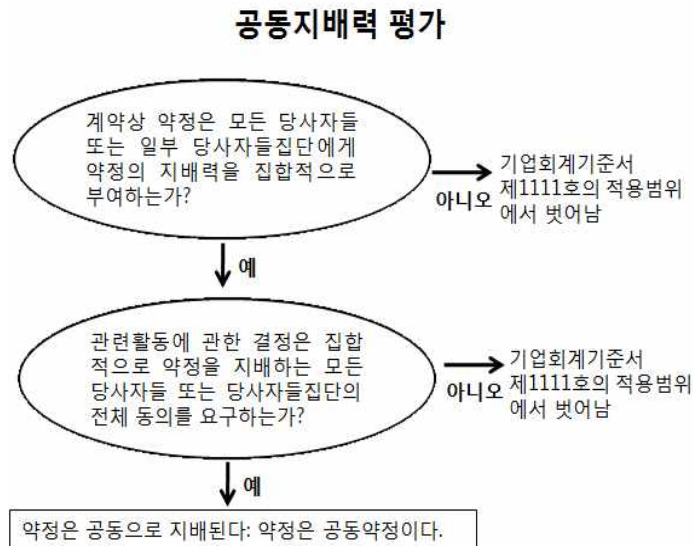 공동지배력 평가
계약상 약정은 모든 당사자들
또는 일부 당사자들집단에게
약정의 지배력을 집합적으로
부여하는가?
아니오
기업회계기준서
제1111호의 적용범위
에서 벗어남
예
관련활동에 관한 결정은 집합
적으로 약정을 지배하는 모든
당사자들 또는 당사자들집단의
전체 동의를 요구하는가?
아니오
기업회계기준서
제1111호의 적용범위
에서 벗어남
예
약정은 공동으로 지배된다: 약정은 공동약정이다.